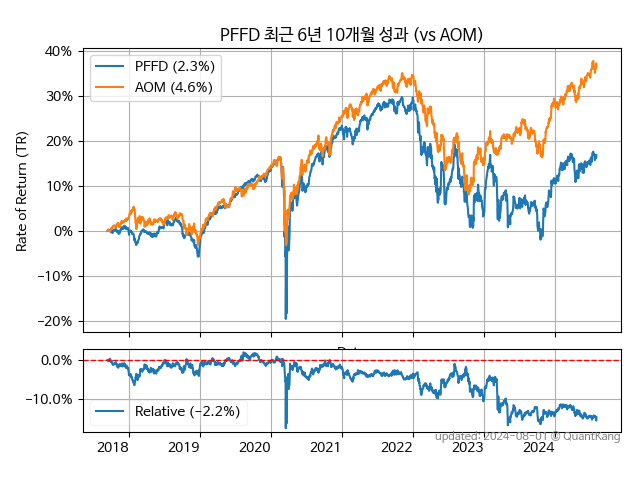 PFFD 최근 6년 10개월 성과 (vs AOM)
PFFD (2.3%)
AOM (4.6%)
Rate of Return (TR)
40%
30%
20%
10%
0%
−10%
−20%
0.0%
−10.0%
Relative (−2.2%)
2018 2019 2020 2021 2022 2023 2024
updated: 2024-08-01 © QuantKang